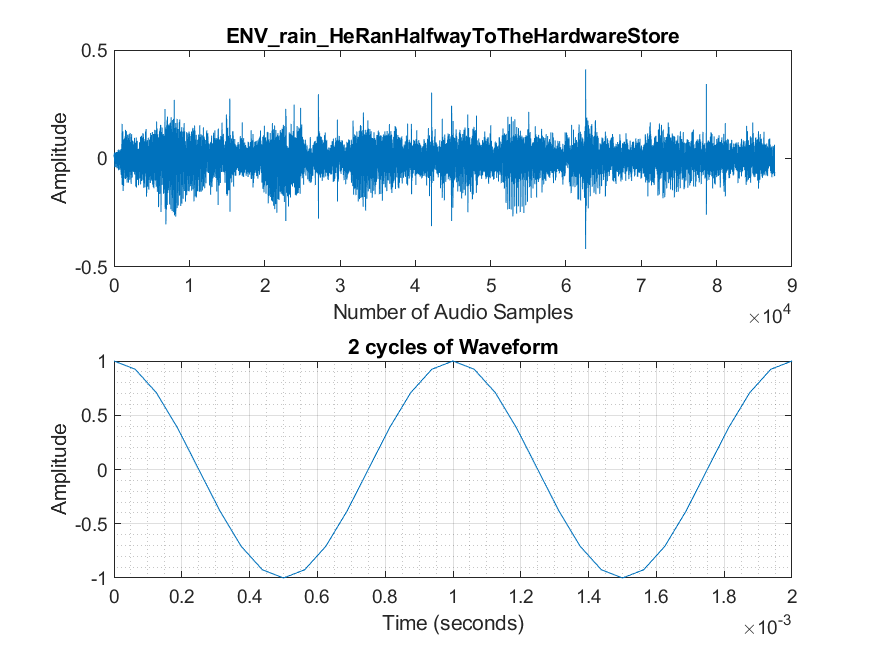 ENV_rain_HeRanHalfwayToTheHardwareStore
0.5
0
-0.5
Amplitude
0 1 2 3 4 5 6 7 8 9
Number of Audio Samples
×10⁴
2 cycles of Waveform
1
0.5
0
-0.5
-1
Amplitude
0 0.2 0.4 0.6 0.8 1 1.2 1.4 1.6 1.8 2
Time (seconds)
×10⁻³